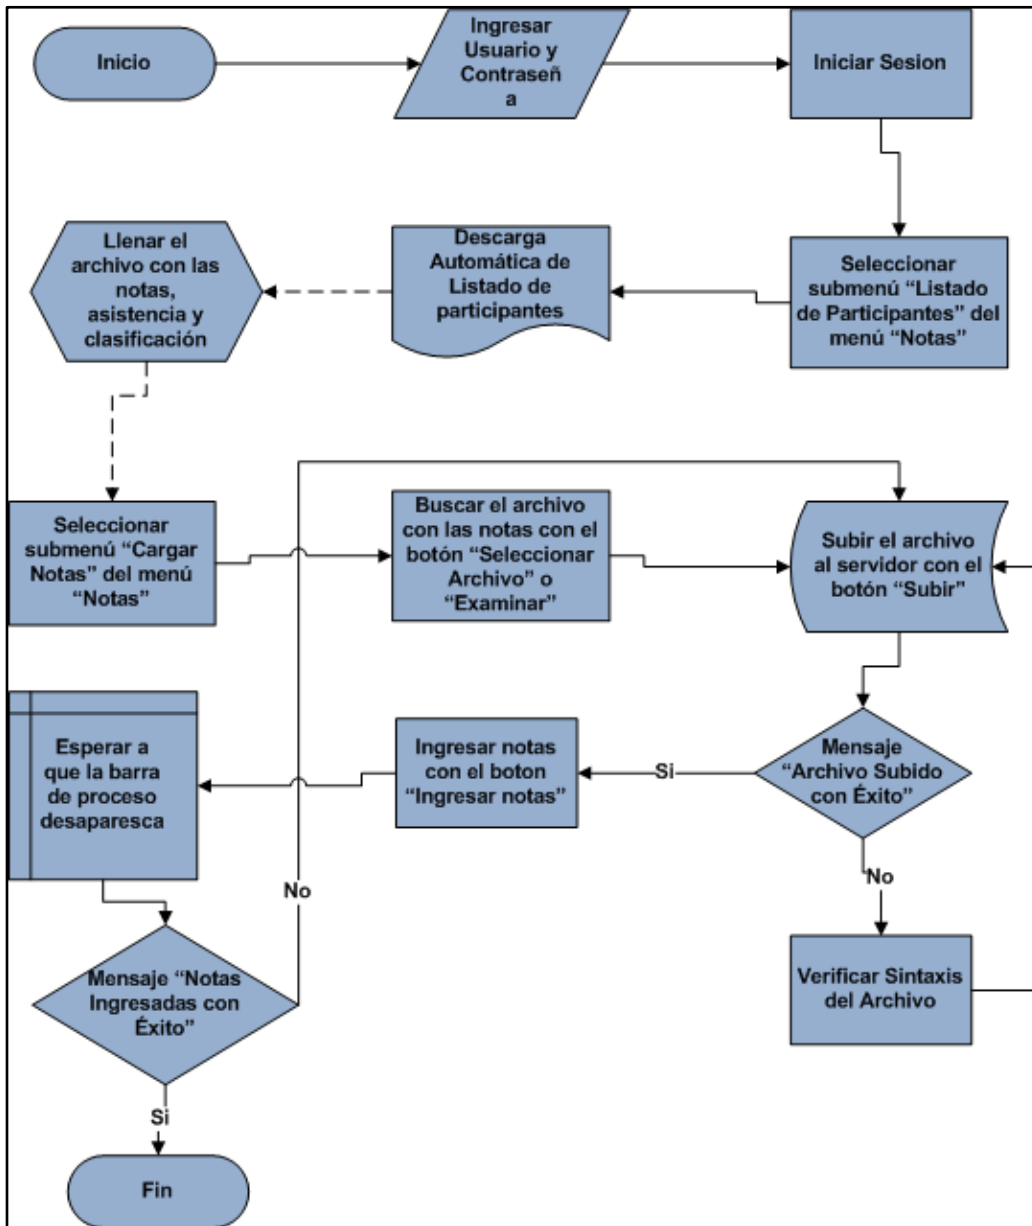 Inicio
Ingresar
Usuario y
Contraseñ
a
Iniciar Sesion
Llenar el
archivo con las
notas,
asistencia y
clasificación
Descarga
Automática de
Listado de
participantes
Seleccionar
submenú “Listado
de Participantes” del
menú “Notas”
Seleccionar
submenú “Cargar
Notas” del menú
“Notas”
Buscar el archivo
con las notas con el
botón “Seleccionar
Archivo” o
“Examinar”
Subir el archivo
al servidor con el
botón “Subir”
Esperar a
que la barra
de proceso
desaparesca
Ingresar notas
con el boton
“Ingresar notas”
Si
Mensaje
“Archivo Subido
con Éxito”
No
No
Mensaje “Notas
Ingresadas con
Éxito”
Verificar Sintaxis
del Archivo
Si
Fin